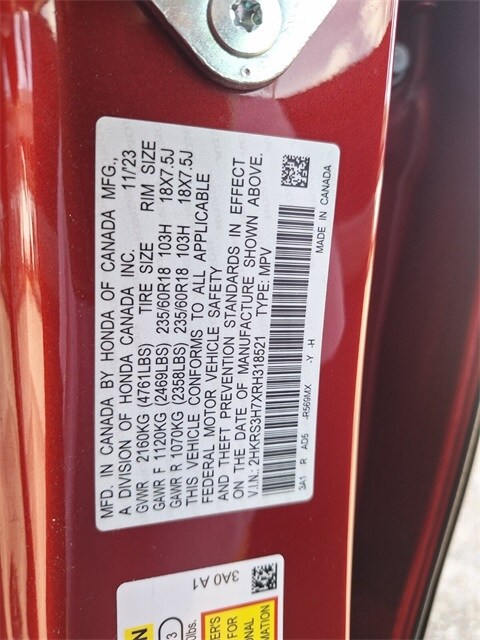 MFD. IN CANADA BY HONDA OF CANADA MFG.,
A DIVISION OF HONDA CANADA INC. 11/23
GVWR 2160KG (4761LBS) TIRE SIZE RIM SIZE
GAWR F 1120KG (2469LBS) 235/60R18 103H 18X7.5J
GAWR R 1070KG (2358LBS) 235/60R18 103H 18X7.5J
THIS VEHICLE CONFORMS TO ALL APPLICABLE
FEDERAL MOTOR VEHICLE SAFETY
AND THEFT PREVENTION STANDARDS IN EFFECT
ON THE DATE OF MANUFACTURE SHOWN ABOVE.
V.I.N.: 2HKRS3H7XRH318521 TYPE: MPV
3A1 R AD5 -R569MX -Y -H
MADE IN CANADA
3A0 A1